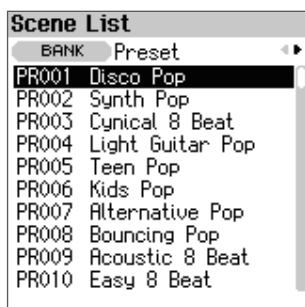 Scene List
BANK Preset
PR001 Disco Pop
PR002 Synth Pop
PR003 Cynical 8 Beat
PR004 Light Guitar Pop
PR005 Teen Pop
PR006 Kids Pop
PR007 Alternative Pop
PR008 Bouncing Pop
PR009 Acoustic 8 Beat
PR010 Easy 8 Beat